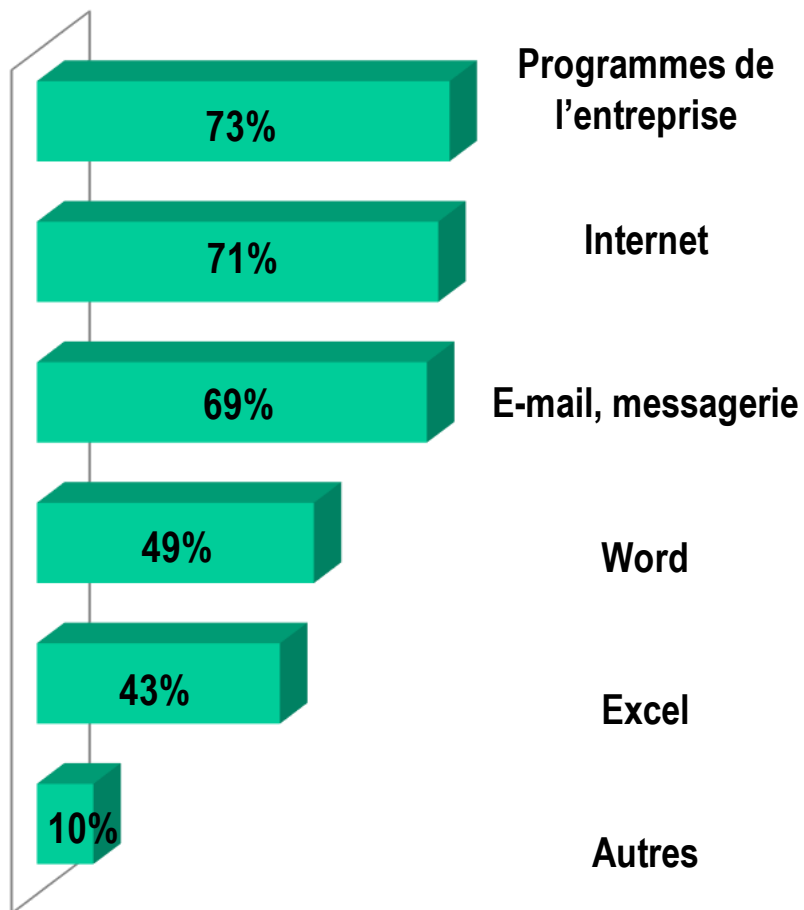 Programmes de
l’entreprise
73%
Internet
71%
E-mail, messagerie
69%
Word
49%
Excel
43%
Autres
10%